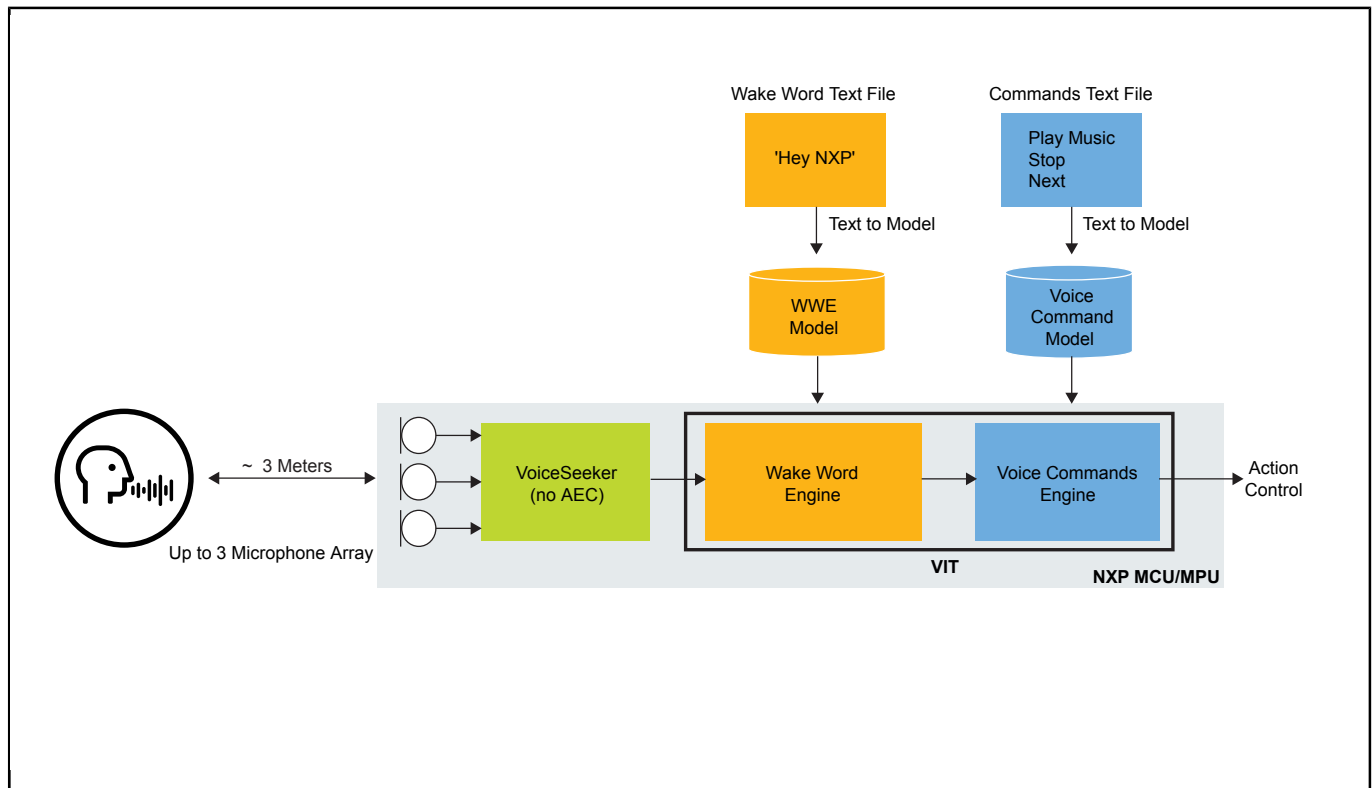 Wake Word Text File
Commands Text File
'Hey NXP'
Play Music
Stop
Next
Text to Model
Text to Model
WWE
Model
Voice
Command
Model
~ 3 Meters
VoiceSeeker
(no AEC)
Wake Word
Engine
Voice Commands
Engine
Action
Control
Up to 3 Microphone Array
VIT
NXP MCU/MPU